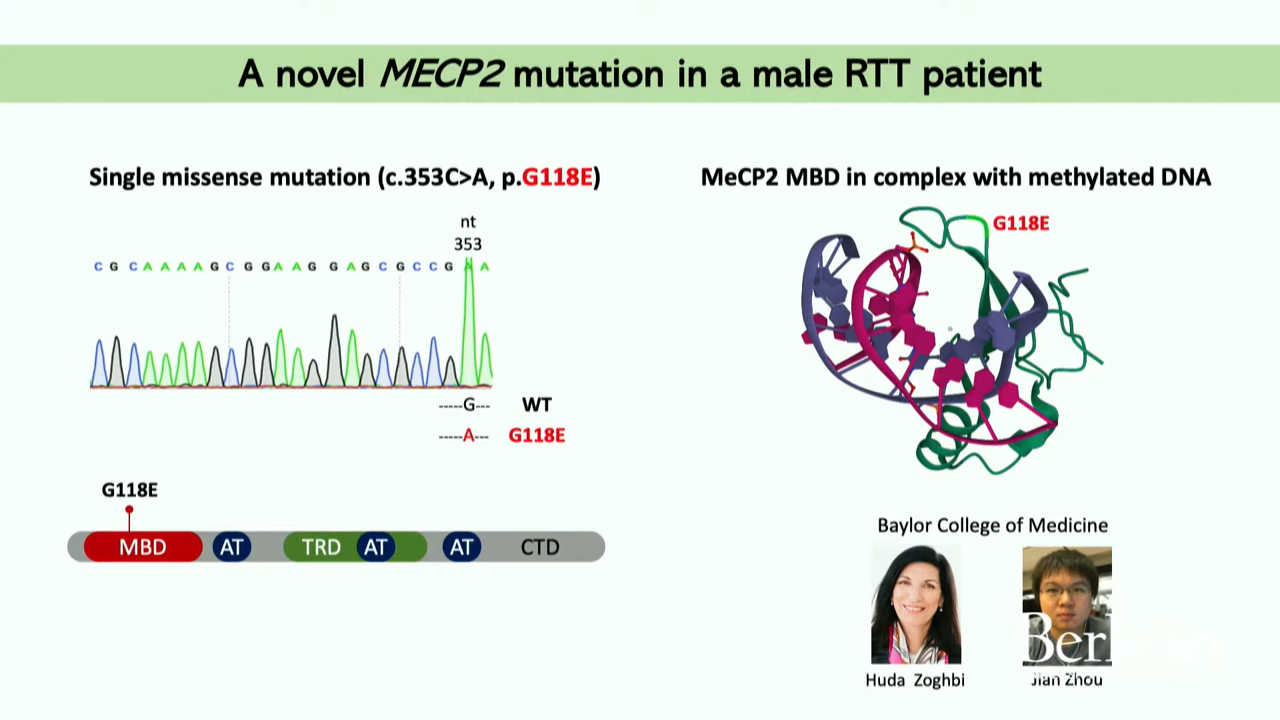 A novel MECP2 mutation in a male RTT patient
Single missense mutation (c.353C>A, p.G118E)
nt
353
C G C A A A A G C G G A A G G A G C G C C G A A
-----G--- WT
-----A--- G118E
G118E
MBD AT TRD AT AT CTD
MeCP2 MBD in complex with methylated DNA
G118E
Baylor College of Medicine
Huda Zoghbi
Jian Zhou